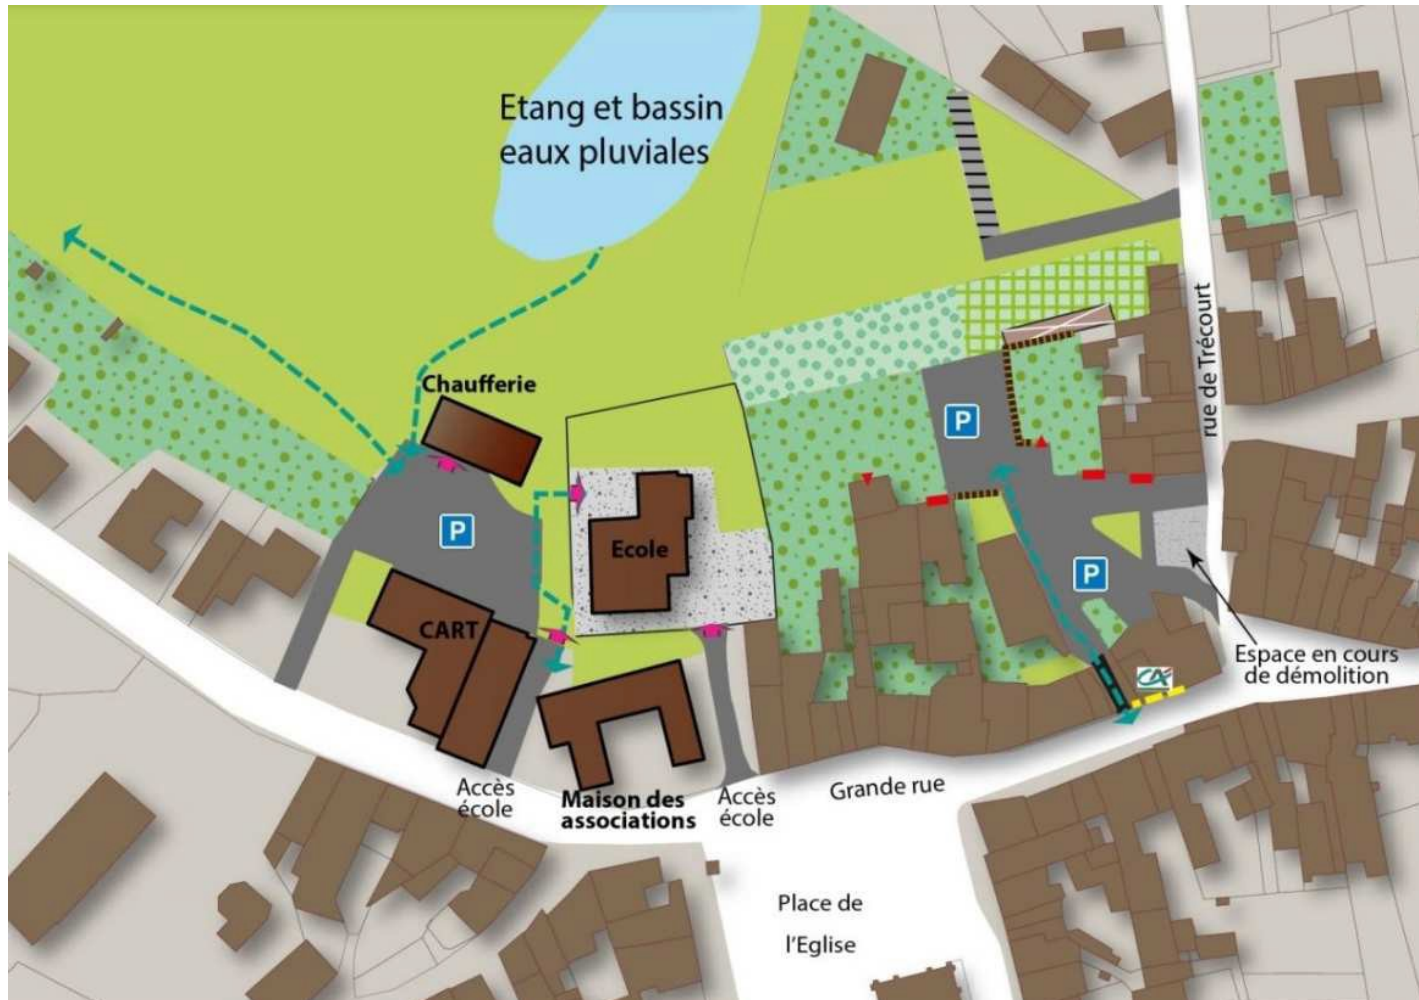 Etang et bassin
eaux pluviales
Chaufferie
P
P
Ecole
P
CART
rue de Trécourt
Espace en cours
de démolition
CA
Accès
école
Maison des
associations
Accès
école
Grande rue
Place de
l'Eglise